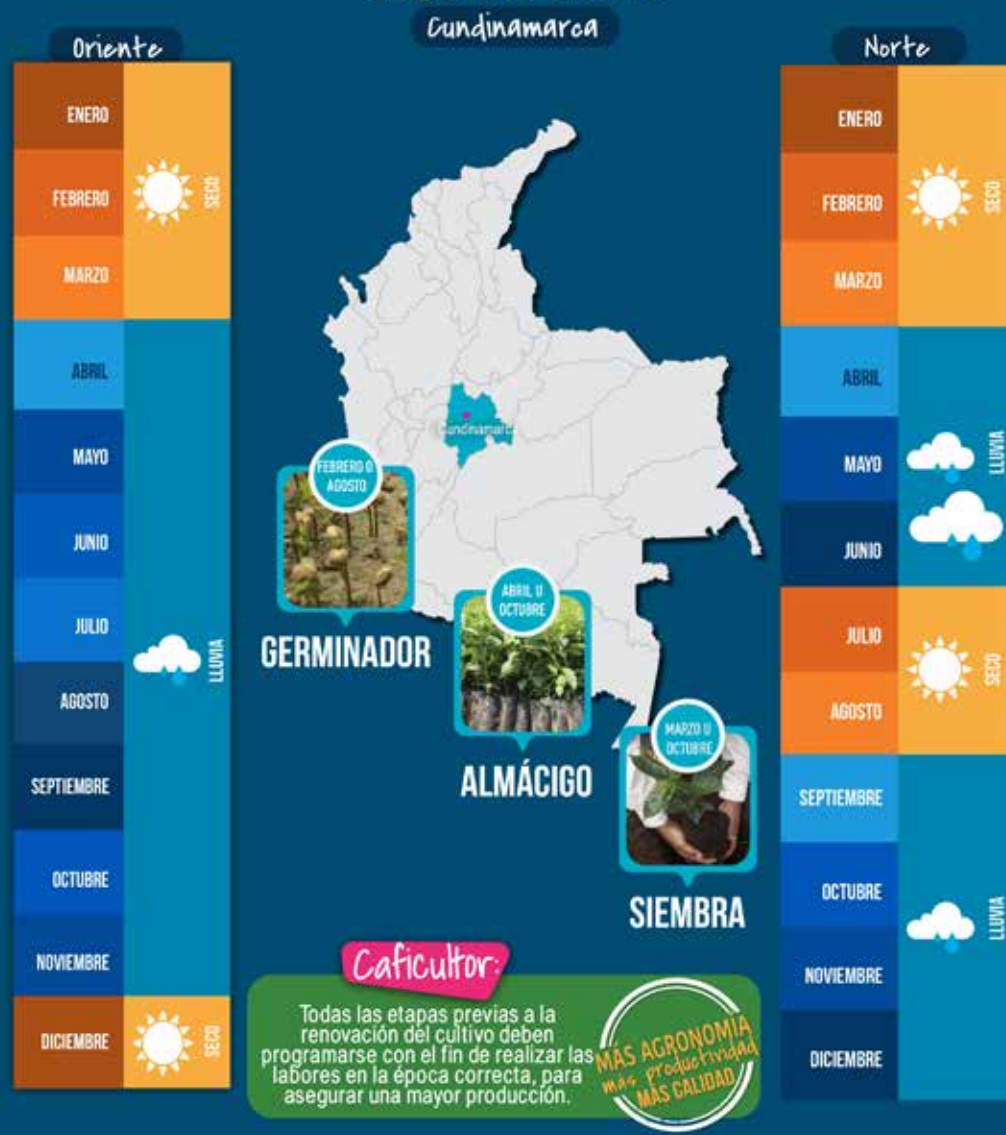 Cundinamarca
Oriente
ENERO
FEBRERO
MARZO
SECO
ABRIL
MAYO
JUNIO
JULIO
AGOSTO
SEPTIEMBRE
OCTUBRE
NOVIEMBRE
LLUVIA
DICIEMBRE
SECO
FEBRERO O
AGOSTO
GERMINADOR
ABRIL U
OCTUBRE
ALMÁCIGO
MARZO U
OCTUBRE
SIEMBRA
Caficultor:
Todas las etapas previas a la
renovación del cultivo deben
programarse con el fin de realizar las
labores en la época correcta, para
asegurar una mayor producción.
MÁS AGRONOMÍA
más productividad
MÁS CALIDAD
Norte
ENERO
FEBRERO
MARZO
SECO
ABRIL
MAYO
JUNIO
LLUVIA
JULIO
AGOSTO
SECO
SEPTIEMBRE
OCTUBRE
NOVIEMBRE
DICIEMBRE
LLUVIA